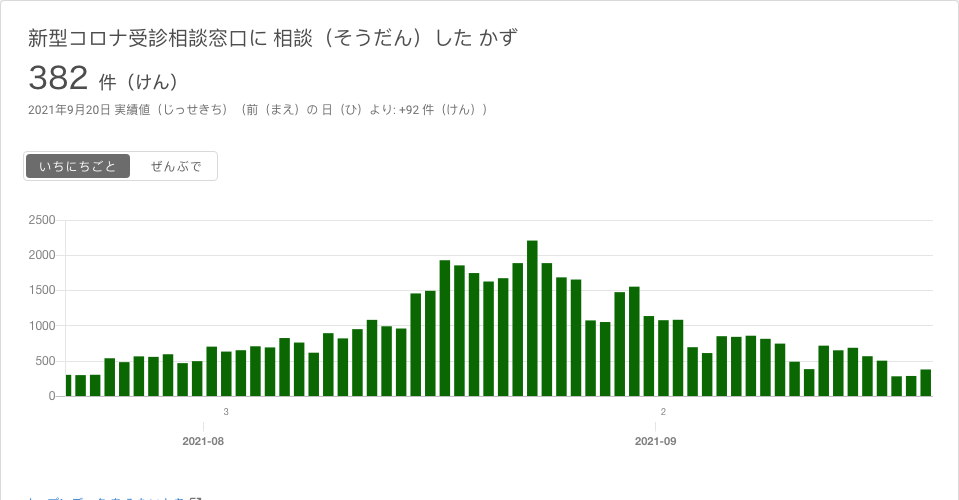 新型コロナ受診相談窓口に 相談（そうだん）した かず
382 件（けん）
2021年9月20日 実績値（じっせきち）（前（まえ）の 日（ひ）より: +92 件（けん））
いちにちごと ぜんぶで
2500
2000
1500
1000
500
0
3 2
2021-08 2021-09